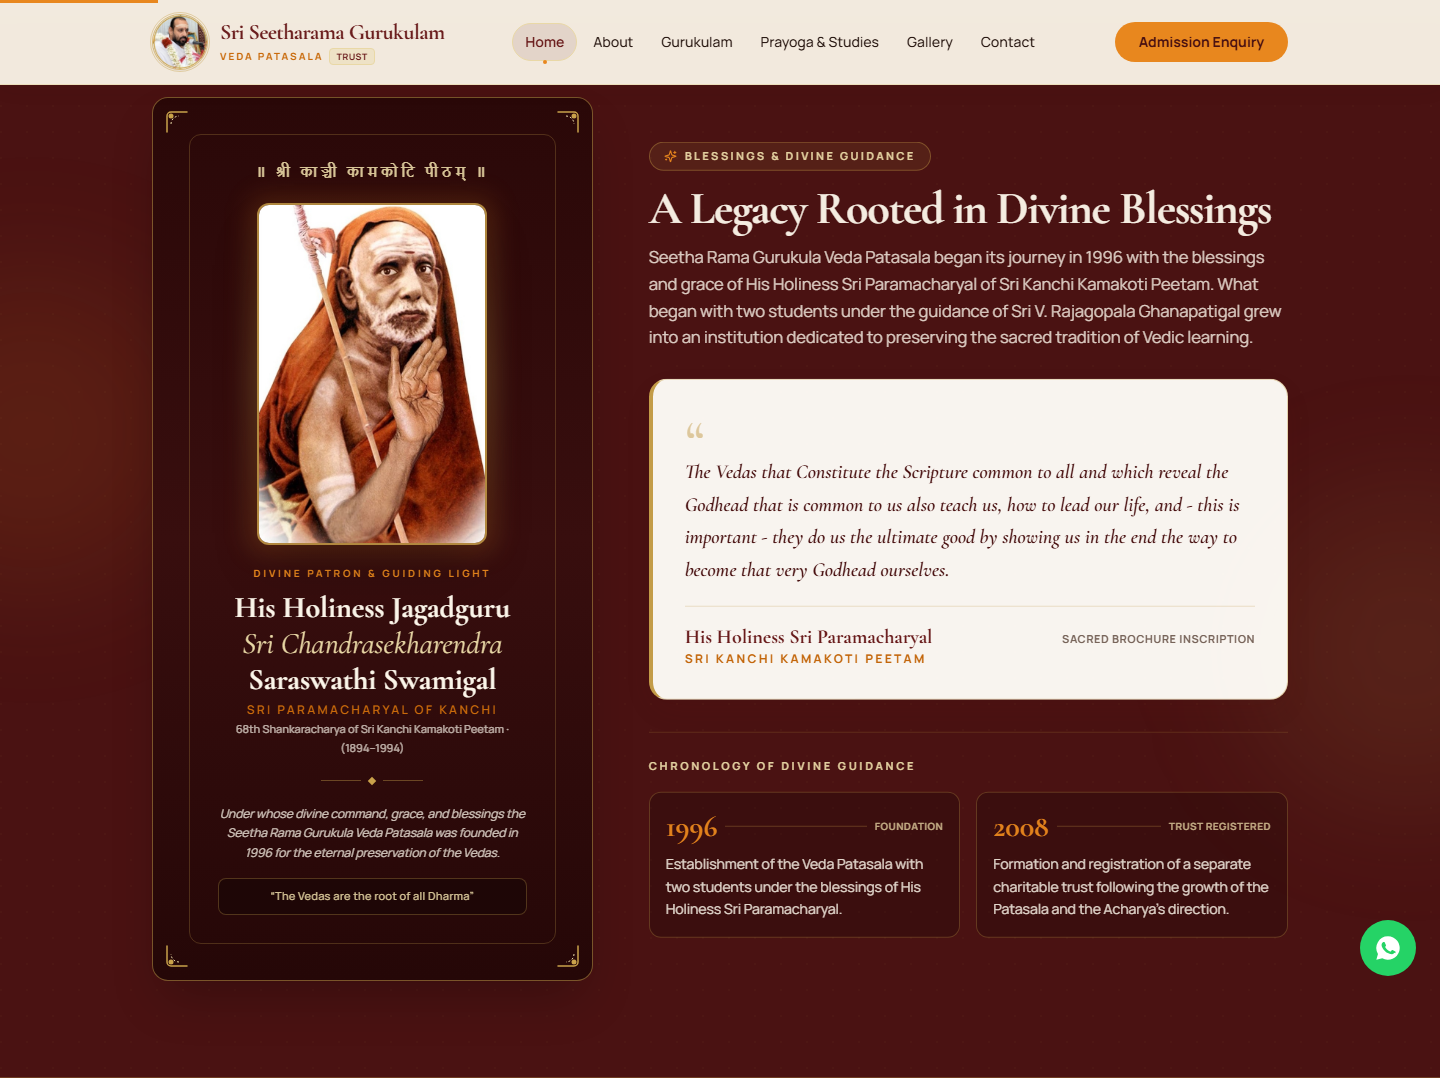 Sri Seetharama Gurukulam
VEDA PATASALA TRUST
Home About Gurukulam Prayoga & Studies Gallery Contact
Admission Enquiry
॥ श्री काञ्ची कामकोटि पीठम् ॥
DIVINE PATRON & GUIDING LIGHT
His Holiness Jagadguru
Sri Chandrasekharendra
Saraswathi Swamigal
SRI PARAMACHARYAL OF KANCHI
68th Shankaracharya of Sri Kanchi Kamakoti Peetam ·
(1894–1994)
Under whose divine command, grace, and blessings the
Seetha Rama Gurukula Veda Patasala was founded in
1996 for the eternal preservation of the Vedas.
"The Vedas are the root of all Dharma"
BLESSINGS & DIVINE GUIDANCE
A Legacy Rooted in Divine Blessings
Seetha Rama Gurukula Veda Patasala began its journey in 1996 with the blessings
and grace of His Holiness Sri Paramacharyal of Sri Kanchi Kamakoti Peetam. What
began with two students under the guidance of Sri V. Rajagopala Ghanapatigal grew
into an institution dedicated to preserving the sacred tradition of Vedic learning.
“
The Vedas that Constitute the Scripture common to all and which reveal the
Godhead that is common to us also teach us, how to lead our life, and - this is
important - they do us the ultimate good by showing us in the end the way to
become that very Godhead ourselves.
His Holiness Sri Paramacharyal
SRI KANCHI KAMAKOTI PEETAM
SACRED BROCHURE INSCRIPTION
CHRONOLOGY OF DIVINE GUIDANCE
1996 FOUNDATION
Establishment of the Veda Patasala with
two students under the blessings of His
Holiness Sri Paramacharyal.
2008 TRUST REGISTERED
Formation and registration of a separate
charitable trust following the growth of the
Patasala and the Acharya's direction.